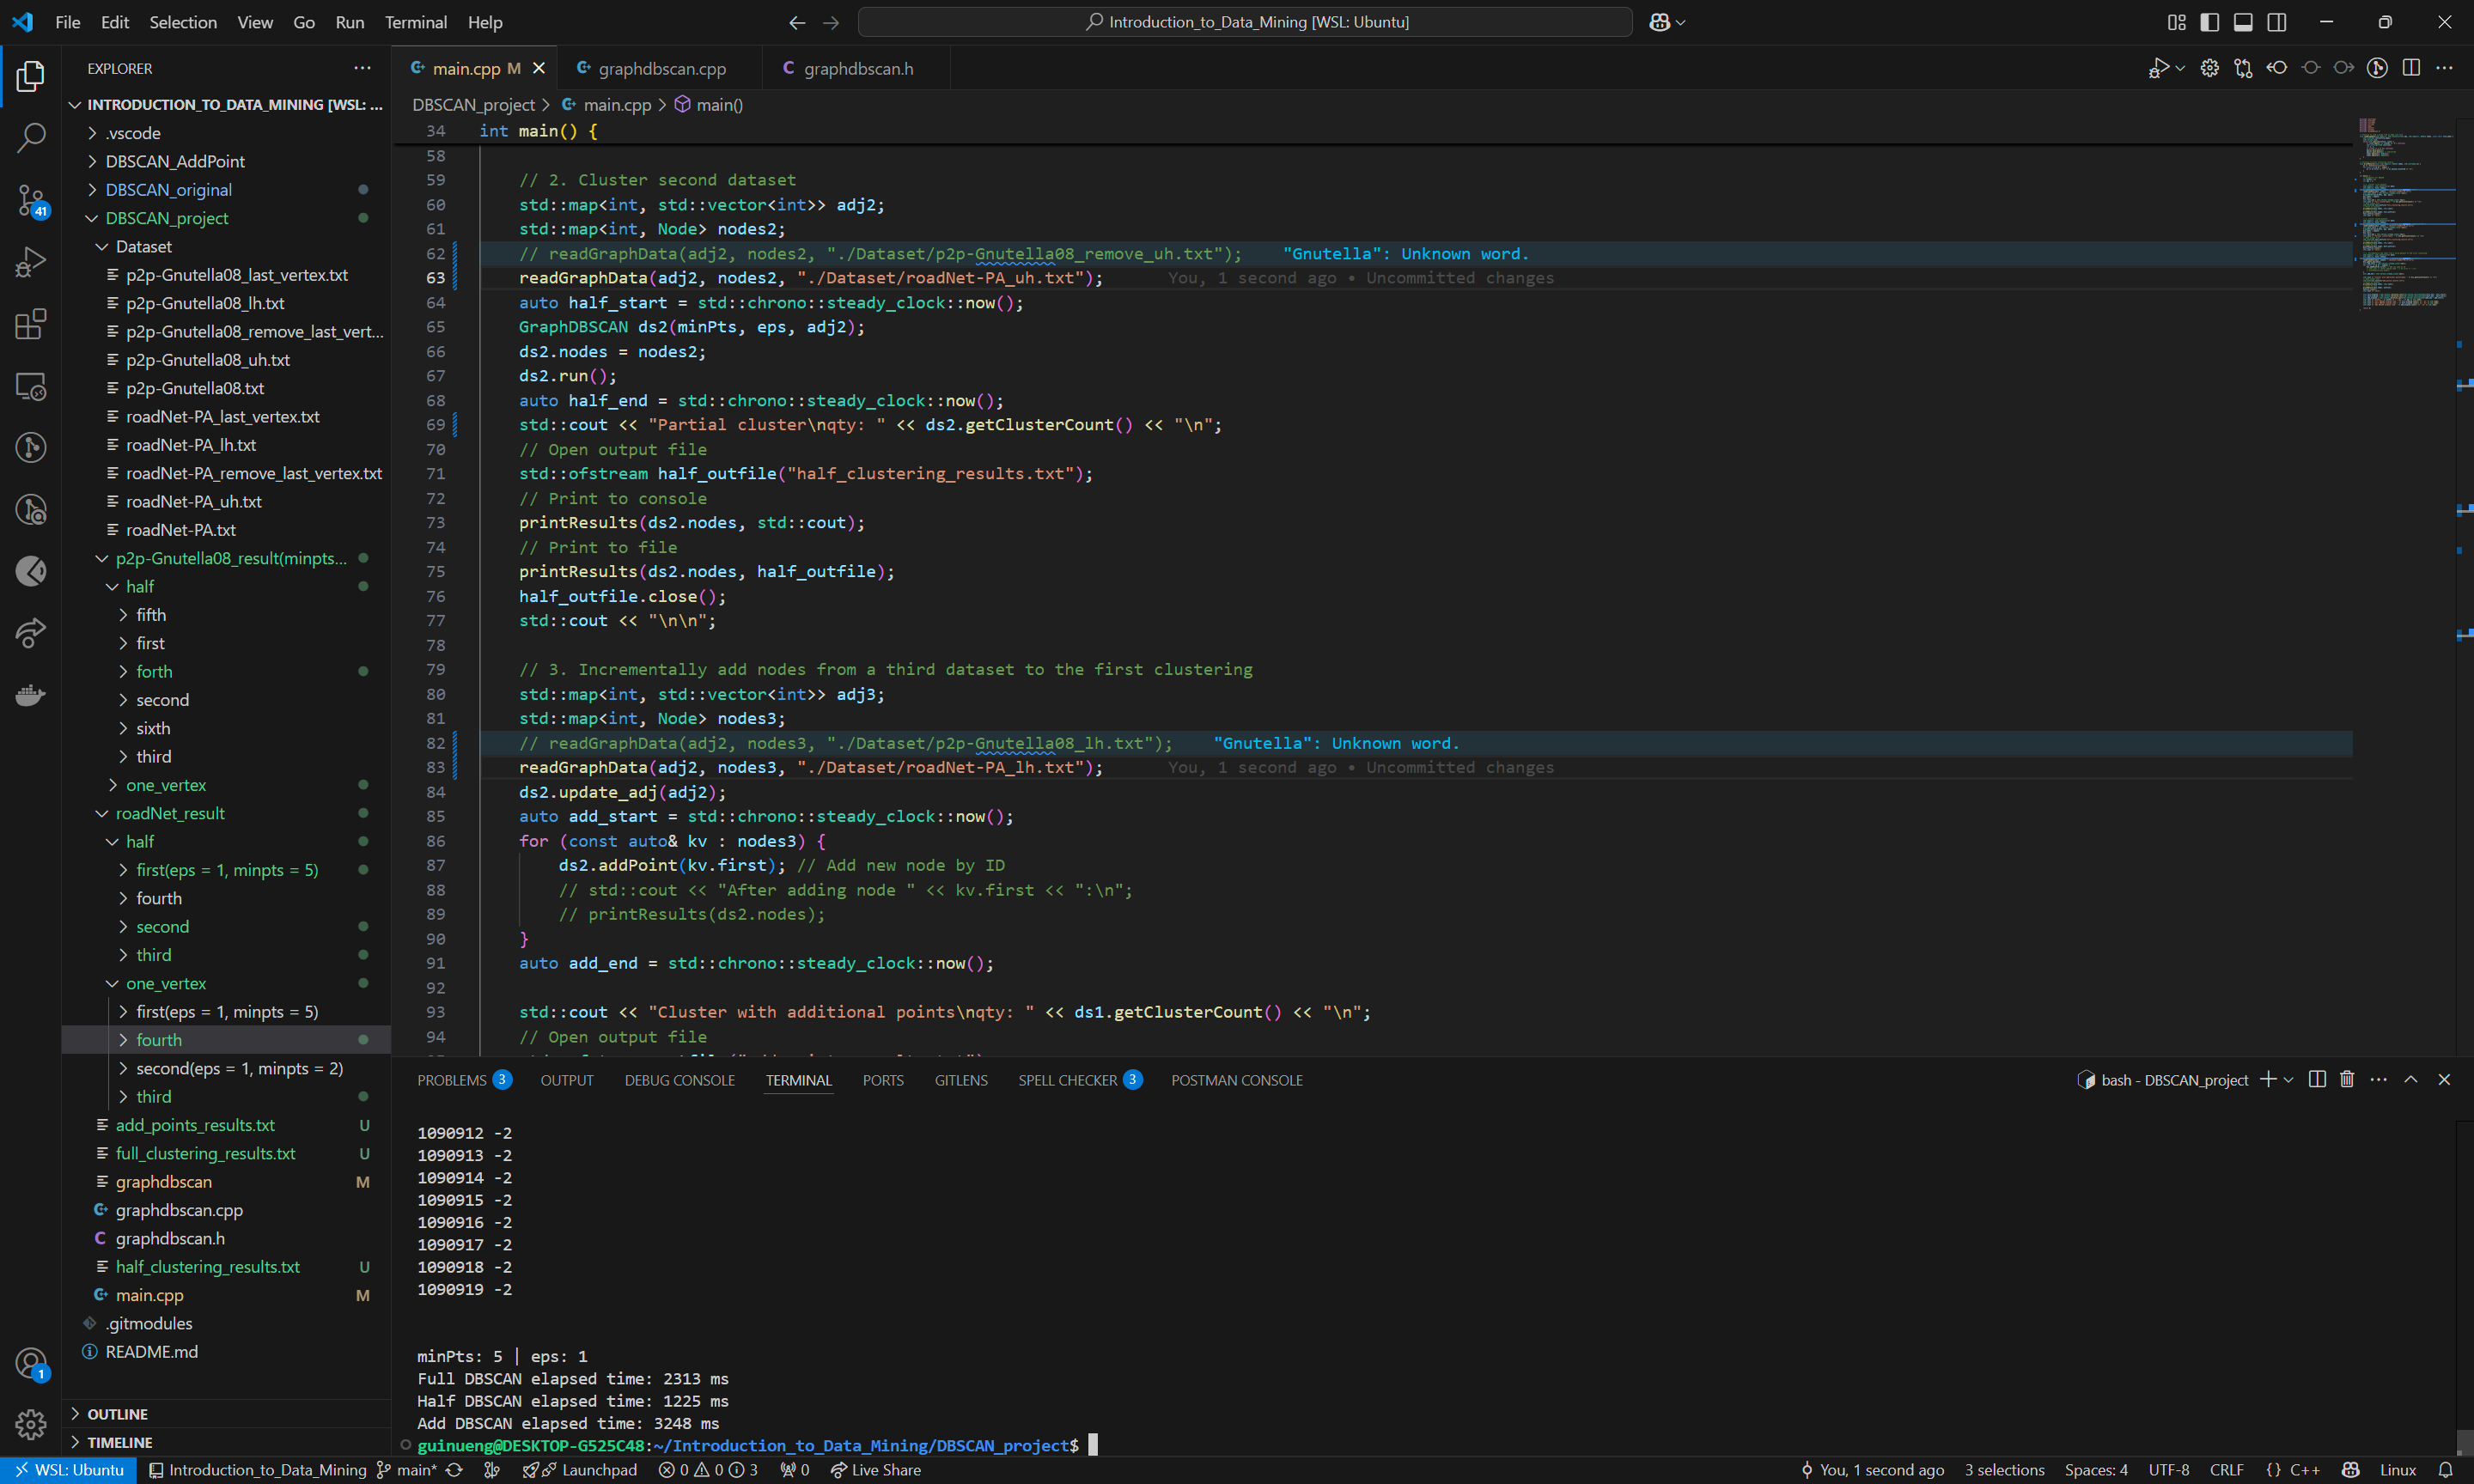 File Edit Selection View Go Run Terminal Help
Introduction_to_Data_Mining [WSL: Ubuntu]
EXPLORER
INTRODUCTION_TO_DATA_MINING [WSL: ...
.vscode
DBSCAN_AddPoint
DBSCAN_original
DBSCAN_project
Dataset
p2p-Gnutella08_last_vertex.txt
p2p-Gnutella08_lh.txt
p2p-Gnutella08_remove_last_vert...
p2p-Gnutella08_uh.txt
p2p-Gnutella08.txt
roadNet-PA_last_vertex.txt
roadNet-PA_lh.txt
roadNet-PA_remove_last_vertex.txt
roadNet-PA_uh.txt
roadNet-PA.txt
p2p-Gnutella08_result(minpts...
half
fifth
first
forth
second
sixth
third
one_vertex
roadNet_result
half
first(eps = 1, minpts = 5)
fourth
second
third
one_vertex
first(eps = 1, minpts = 5)
fourth
second(eps = 1, minpts = 2)
third
add_points_results.txt U
full_clustering_results.txt U
graphdbscan M
graphdbscan.cpp
graphdbscan.h
half_clustering_results.txt U
main.cpp M
.gitmodules
README.md
OUTLINE
TIMELINE
41
1
main.cpp M
graphdbscan.cpp
graphdbscan.h
DBSCAN_project > main.cpp > main()
34 int main() {
58
59 // 2. Cluster second dataset
60 std::map<int, std::vector<int>> adj2;
61 std::map<int, Node> nodes2;
62 // readGraphData(adj2, nodes2, "./Dataset/p2p-Gnutella08_remove_uh.txt"); "Gnutella": Unknown word.
63 readGraphData(adj2, nodes2, "./Dataset/roadNet-PA_uh.txt"); You, 1 second ago • Uncommitted changes
64 auto half_start = std::chrono::steady_clock::now();
65 GraphDBSCAN ds2(minPts, eps, adj2);
66 ds2.nodes = nodes2;
67 ds2.run();
68 auto half_end = std::chrono::steady_clock::now();
69 std::cout << "Partial cluster\nqty: " << ds2.getClusterCount() << "\n";
70 // Open output file
71 std::ofstream half_outfile("half_clustering_results.txt");
72 // Print to console
73 printResults(ds2.nodes, std::cout);
74 // Print to file
75 printResults(ds2.nodes, half_outfile);
76 half_outfile.close();
77 std::cout << "\n\n";
78
79 // 3. Incrementally add nodes from a third dataset to the first clustering
80 std::map<int, std::vector<int>> adj3;
81 std::map<int, Node> nodes3;
82 // readGraphData(adj2, nodes3, "./Dataset/p2p-Gnutella08_lh.txt"); "Gnutella": Unknown word.
83 readGraphData(adj2, nodes3, "./Dataset/roadNet-PA_lh.txt"); You, 1 second ago • Uncommitted changes
84 ds2.update_adj(adj2);
85 auto add_start = std::chrono::steady_clock::now();
86 for (const auto& kv : nodes3) {
87 ds2.addPoint(kv.first); // Add new node by ID
88 // std::cout << "After adding node " << kv.first << ":\n";
89 // printResults(ds2.nodes);
90 }
91 auto add_end = std::chrono::steady_clock::now();
92
93 std::cout << "Cluster with additional points\nqty: " << ds1.getClusterCount() << "\n";
94 // Open output file
PROBLEMS 3 OUTPUT DEBUG CONSOLE TERMINAL PORTS GITLENS SPELL CHECKER 3 POSTMAN CONSOLE
bash - DBSCAN_project
1090912 -2
1090913 -2
1090914 -2
1090915 -2
1090916 -2
1090917 -2
1090918 -2
1090919 -2
minPts: 5 | eps: 1
Full DBSCAN elapsed time: 2313 ms
Half DBSCAN elapsed time: 1225 ms
Add DBSCAN elapsed time: 3248 ms
guinueng@DESKTOP-G525C48:~/Introduction_to_Data_Mining/DBSCAN_project$
WSL: Ubuntu Introduction_to_Data_Mining main* Launchpad 0 0 3 0 Live Share You, 1 second ago 3 selections Spaces: 4 UTF-8 CRLF {} C++ Linux